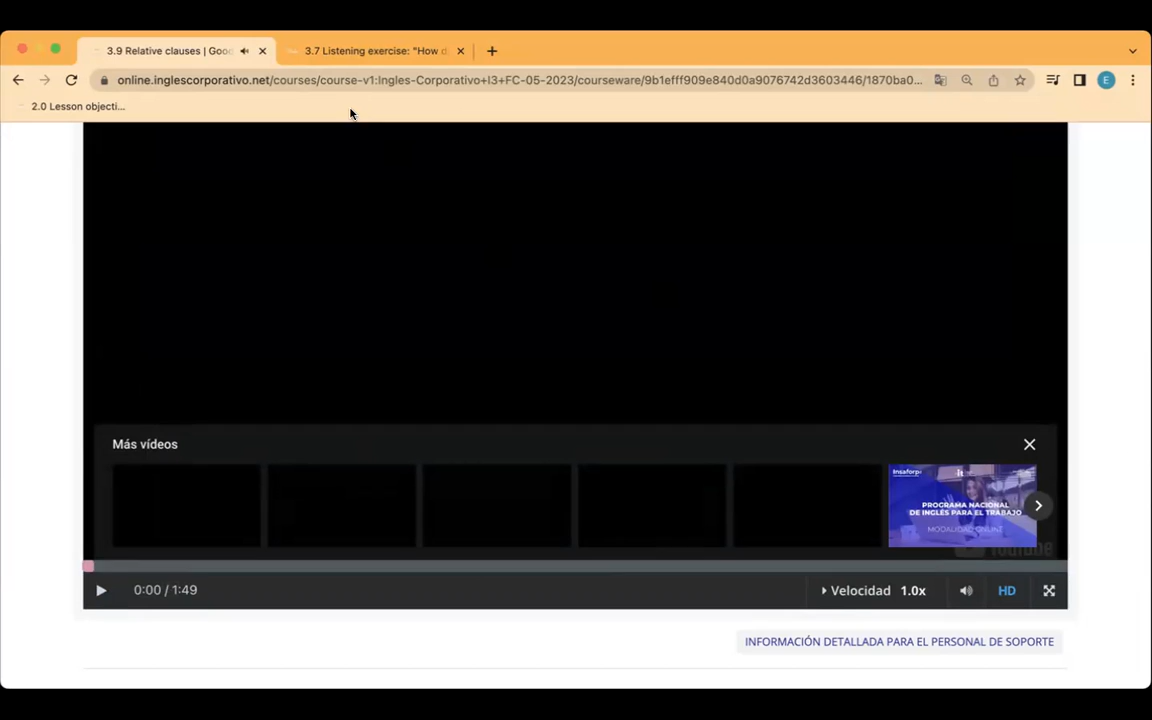 3.9 Relative clauses | Goo
3.7 Listening exercise: "How d
online.inglescorporativo.net/courses/course-v1:Ingles-Corporativo+I3+FC-05-2023/courseware/9b1efff909e840d0a9076742d3603446/1870ba0...
E
2.0 Lesson objecti...
Más vídeos
Insaforp
PROGRAMA NACIONAL
DE INGLÉS PARA EL TRABAJO
MODALIDAD ONLINE
YouTube
0:00 / 1:49
Velocidad 1.0x
HD
INFORMACIÓN DETALLADA PARA EL PERSONAL DE SOPORTE